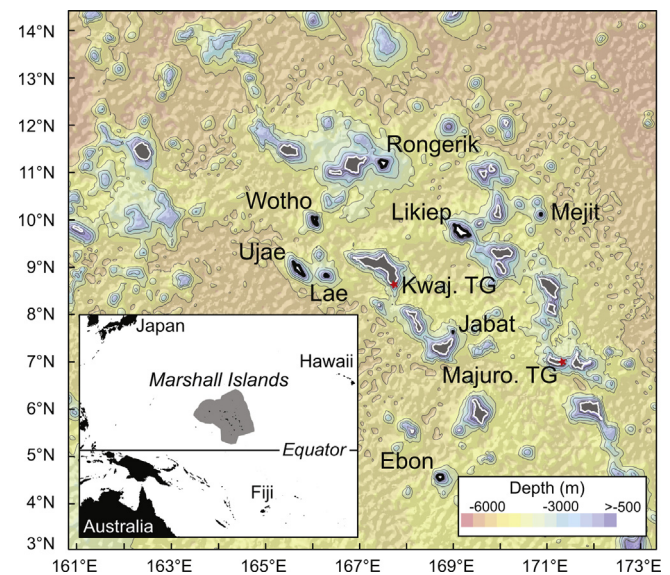 14°N
13°N
12°N
Rongerik
11°N
Wotho
Likiep
Mejit
10°N
Ujae
9°N
Lae
Kwaj. TG
8°N
Jabat
Japan
Hawaii
7°N
Majuro. TG
Marshall Islands
6°N
Equator
5°N
Ebon
Depth (m)
4°N
Fiji
-6000 -3000 >-500
Australia
3°N
161°E 163°E 165°E 167°E 169°E 171°E 173°E